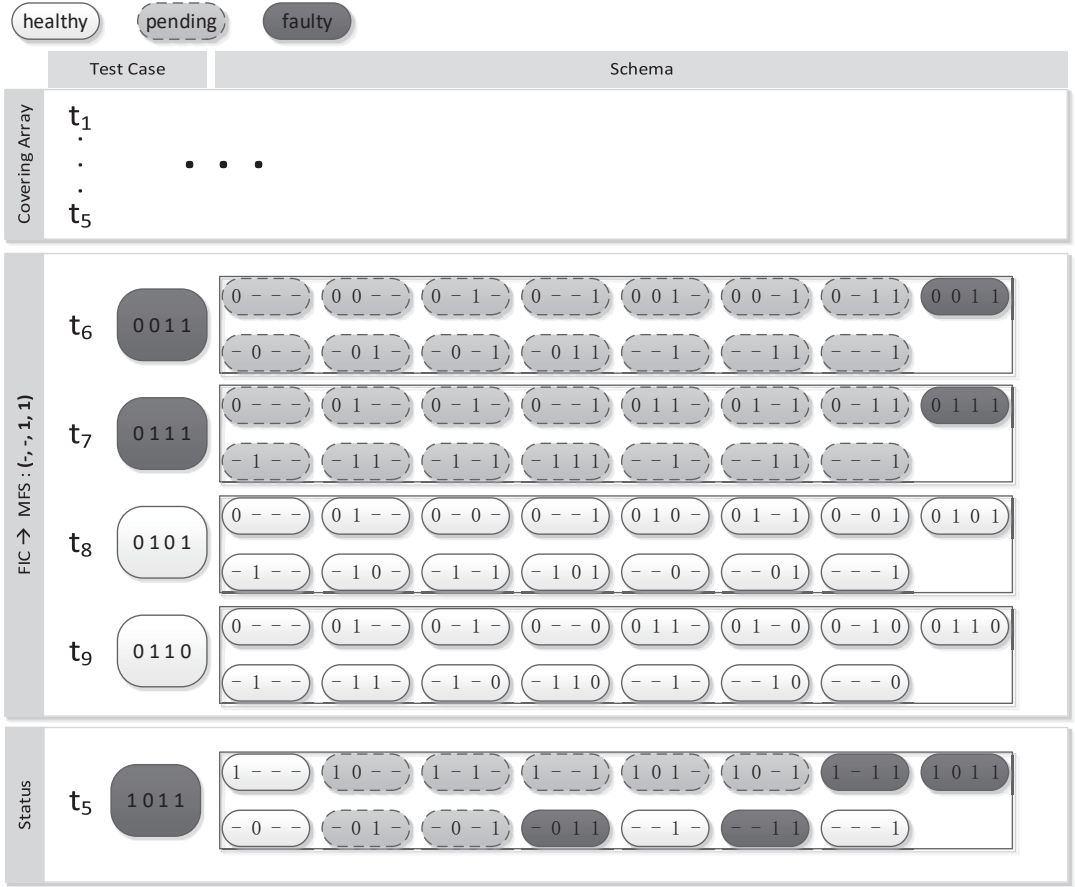 healthy pending faulty
Test Case Schema
Covering Array
t1
t5
FIC → MFS : (-, -, 1, 1)
t6 0011
0 - - - 0 0 - - 0 - 1 - 0 - - 1 0 0 1 - 0 0 - 1 0 - 1 1 0 0 1 1
- 0 - - - 0 1 - - 0 - 1 - 0 1 1 - - 1 - - - 1 1 - - - 1
t7 0111
0 - - - 0 1 - - 0 - 1 - 0 - - 1 0 1 1 - 0 1 - 1 0 - 1 1 0 1 1 1
- 1 - - - 1 1 - - 1 - 1 - 1 1 1 - - 1 - - - 1 1 - - - 1
t8 0101
0 - - - 0 1 - - 0 - 0 - 0 - - 1 0 1 0 - 0 1 - 1 0 - 0 1 0 1 0 1
- 1 - - - 1 0 - - 1 - 1 - 1 0 1 - - 0 - - - 0 1 - - - 1
t9 0110
0 - - - 0 1 - - 0 - 1 - 0 - - 0 0 1 1 - 0 1 - 0 0 - 1 0 0 1 1 0
- 1 - - - 1 1 - - 1 - 0 - 1 1 0 - - 1 - - - 1 0 - - - 0
Status
t5 1011
1 - - - 1 0 - - 1 - 1 - 1 - - 1 1 0 1 - 1 0 - 1 1 - 1 1 1 0 1 1
- 0 - - - 0 1 - - 0 - 1 - 0 1 1 - - 1 - - - 1 1 - - - 1